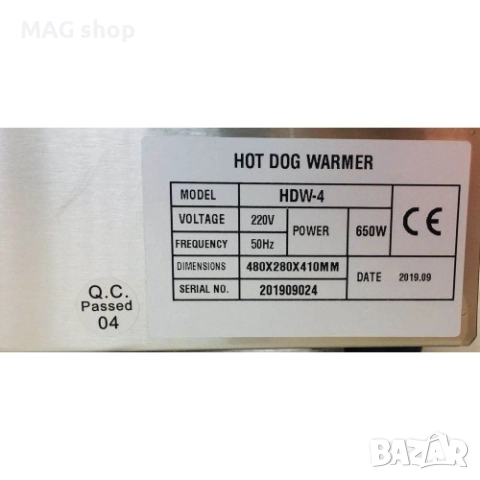 MAG shop
HOT DOG WARMER
MODEL HDW-4
VOLTAGE 220V POWER 650W CE
FREQUENCY 50Hz
DIMENSIONS 480X280X410MM DATE 2019.09
SERIAL NO. 201909024
Q.C.
Passed
04
BAZAR